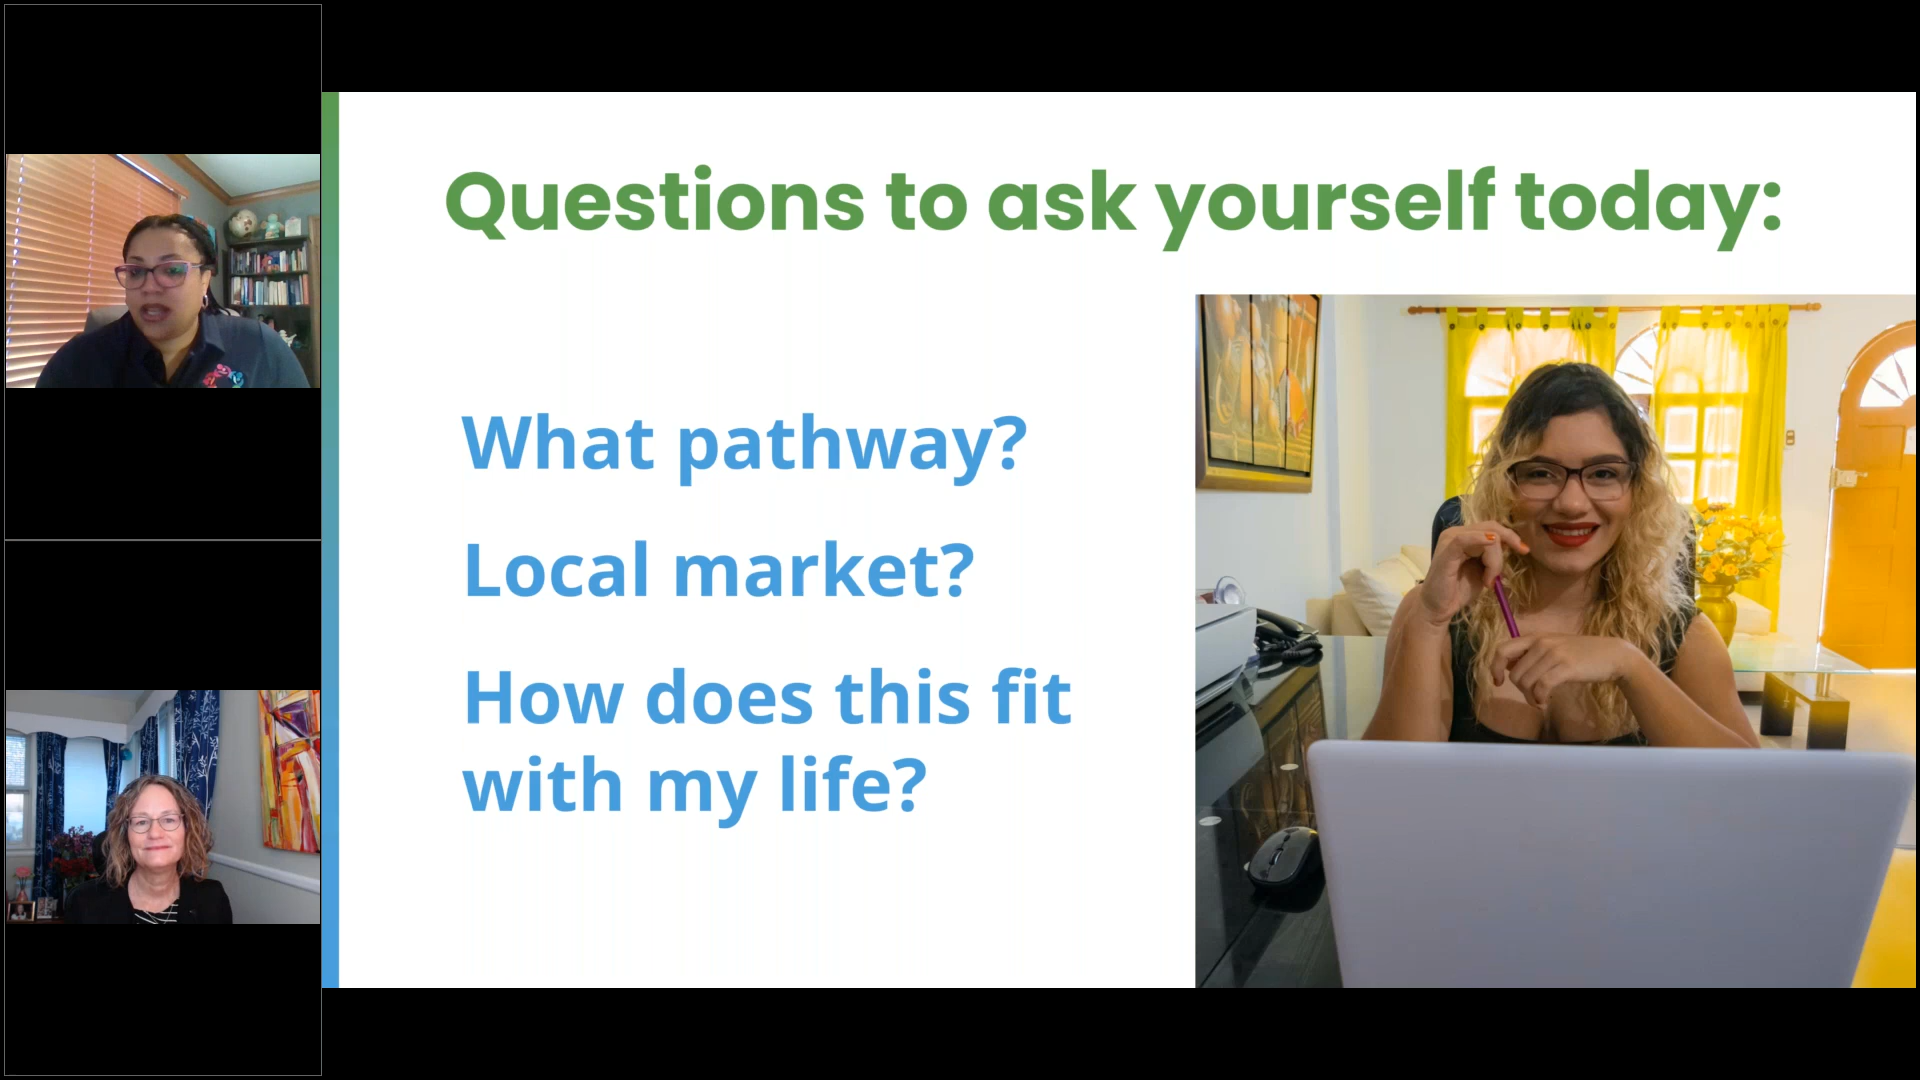 Questions to ask yourself today:
What pathway?
Local market?
How does this fit
with my life?